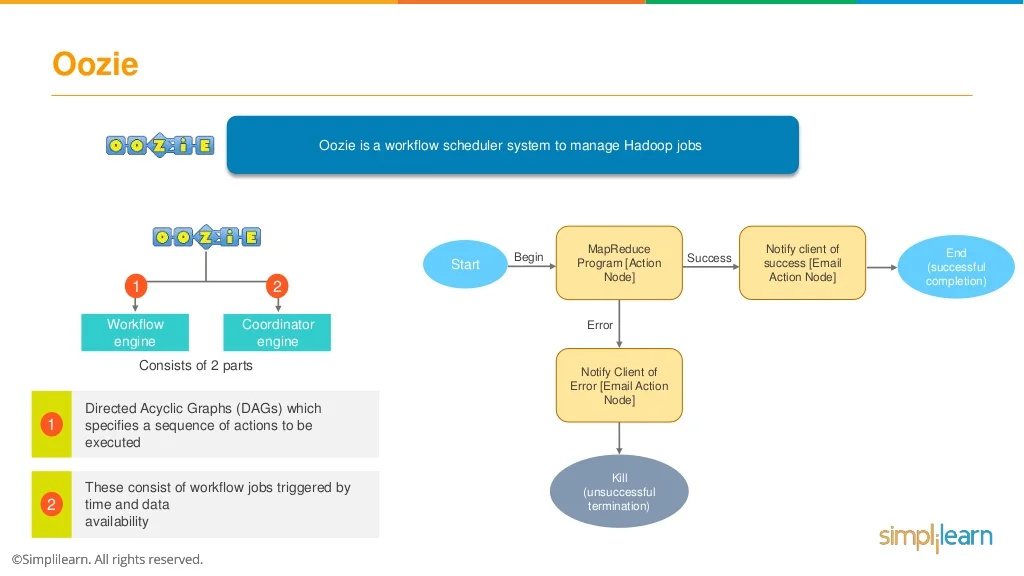 Oozie
OOZiE
Oozie is a workflow scheduler system to manage Hadoop jobs
OOZiE
1
2
Workflow
engine
Coordinator
engine
Consists of 2 parts
1
Directed Acyclic Graphs (DAGs) which
specifies a sequence of actions to be
executed
2
These consist of workflow jobs triggered by
time and data
availability
Start
Begin
MapReduce
Program [Action
Node]
Success
Notify client of
success [Email
Action Node]
End
(successful
completion)
Error
Notify Client of
Error [Email Action
Node]
Kill
(unsuccessful
termination)
simplilearn
©Simplilearn. All rights reserved.